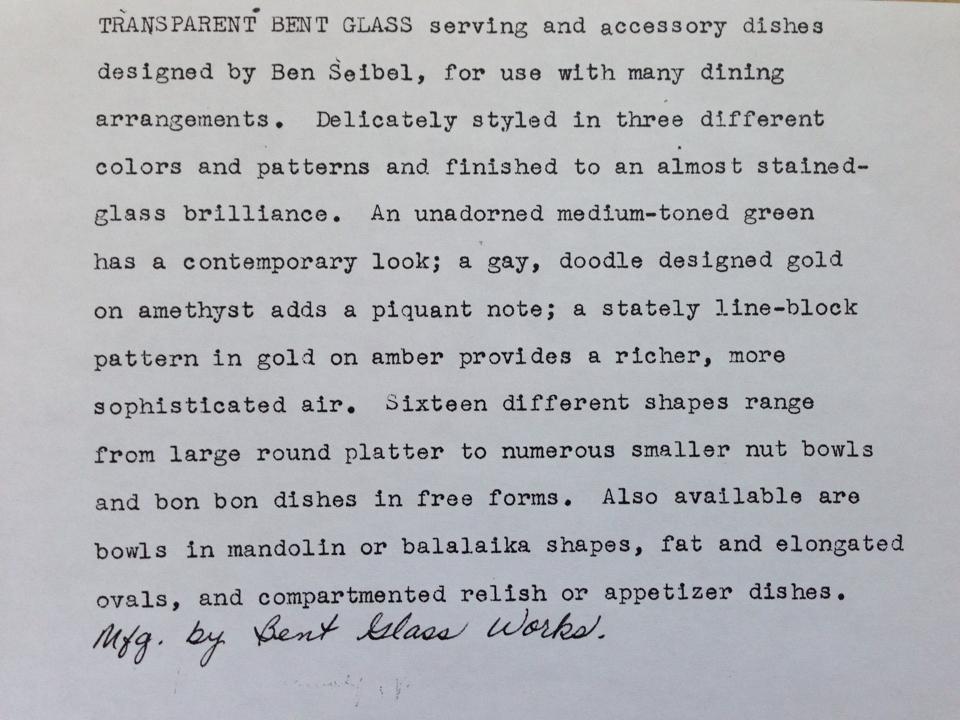 TRANSPARENT BENT GLASS serving and accessory dishes
designed by Ben Seibel, for use with many dining
arrangements. Delicately styled in three different
colors and patterns and finished to an almost stained-
glass brilliance. An unadorned medium-toned green
has a contemporary look; a gay, doodle designed gold
on amethyst adds a piquant note; a stately line-block
pattern in gold on amber provides a richer, more
sophisticated air. Sixteen different shapes range
from large round platter to numerous smaller nut bowls
and bon bon dishes in free forms. Also available are
bowls in mandolin or balalaika shapes, fat and elongated
ovals, and compartmented relish or appetizer dishes.
Mfg. by Bent Glass Works.